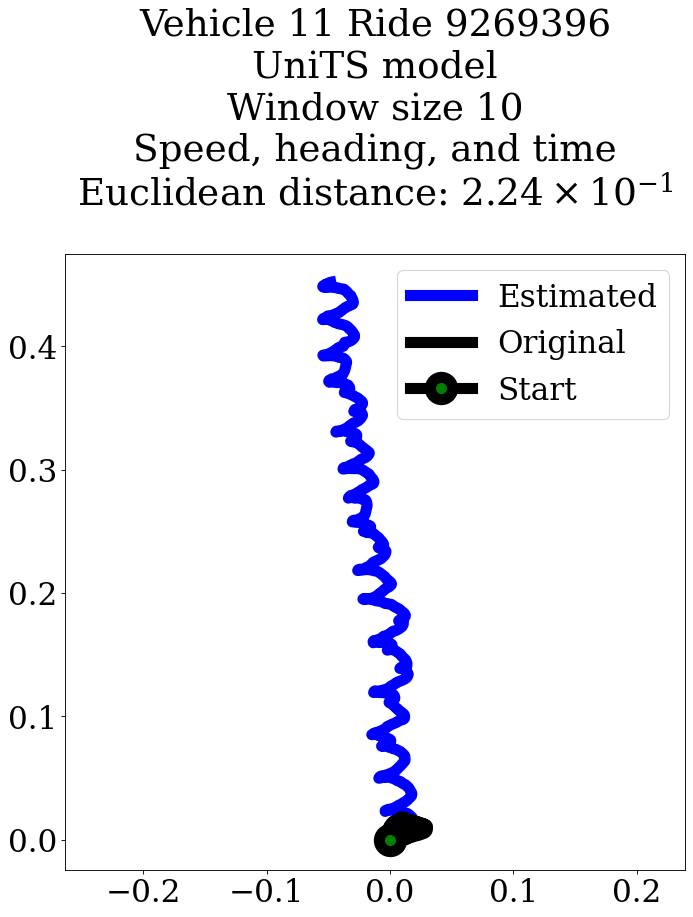 Vehicle 11 Ride 9269396
UniTS model
Window size 10
Speed, heading, and time
Euclidean distance: 2.24 × 10⁻¹
Estimated
Original
Start
0.4
0.3
0.2
0.1
0.0
−0.2
−0.1
0.0
0.1
0.2